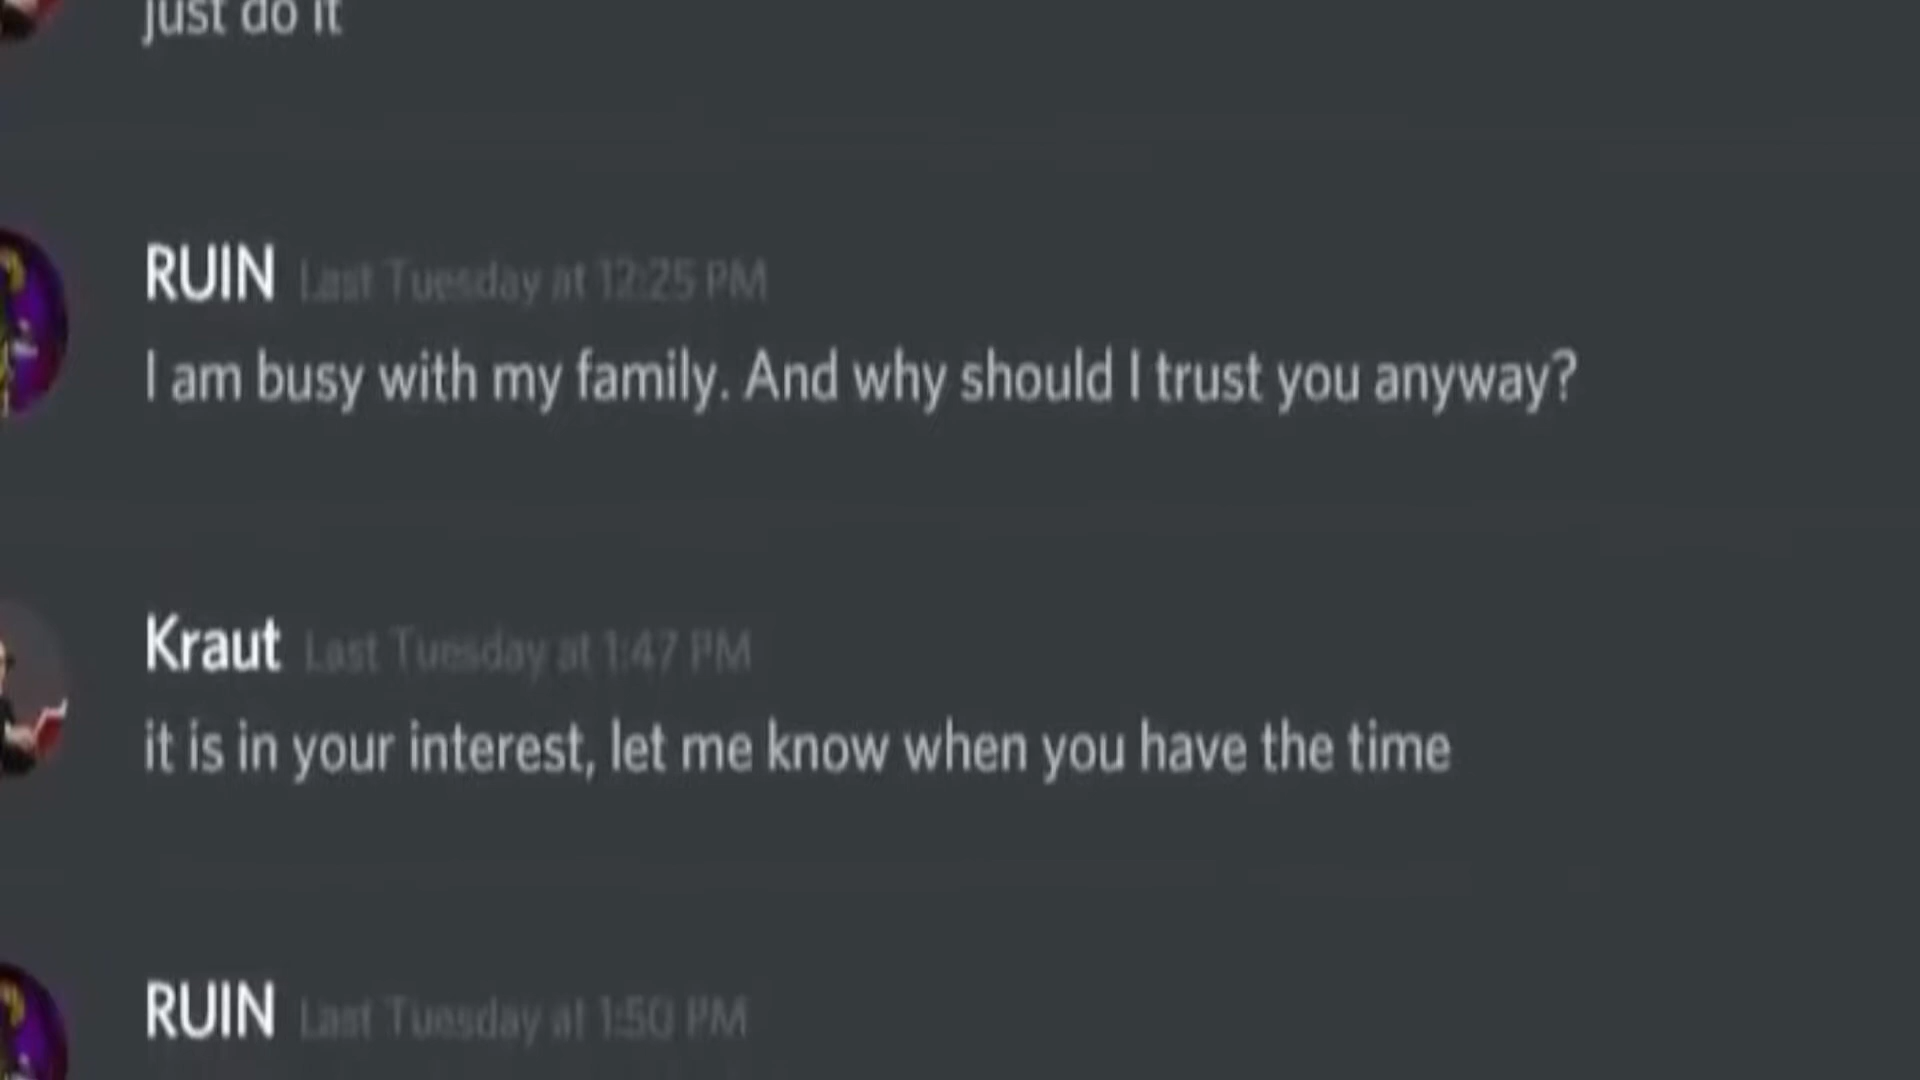 just do it
RUIN Last Tuesday at 12:25 PM
I am busy with my family. And why should I trust you anyway?
Kraut Last Tuesday at 1:47 PM
it is in your interest, let me know when you have the time
RUIN Last Tuesday at 1:50 PM